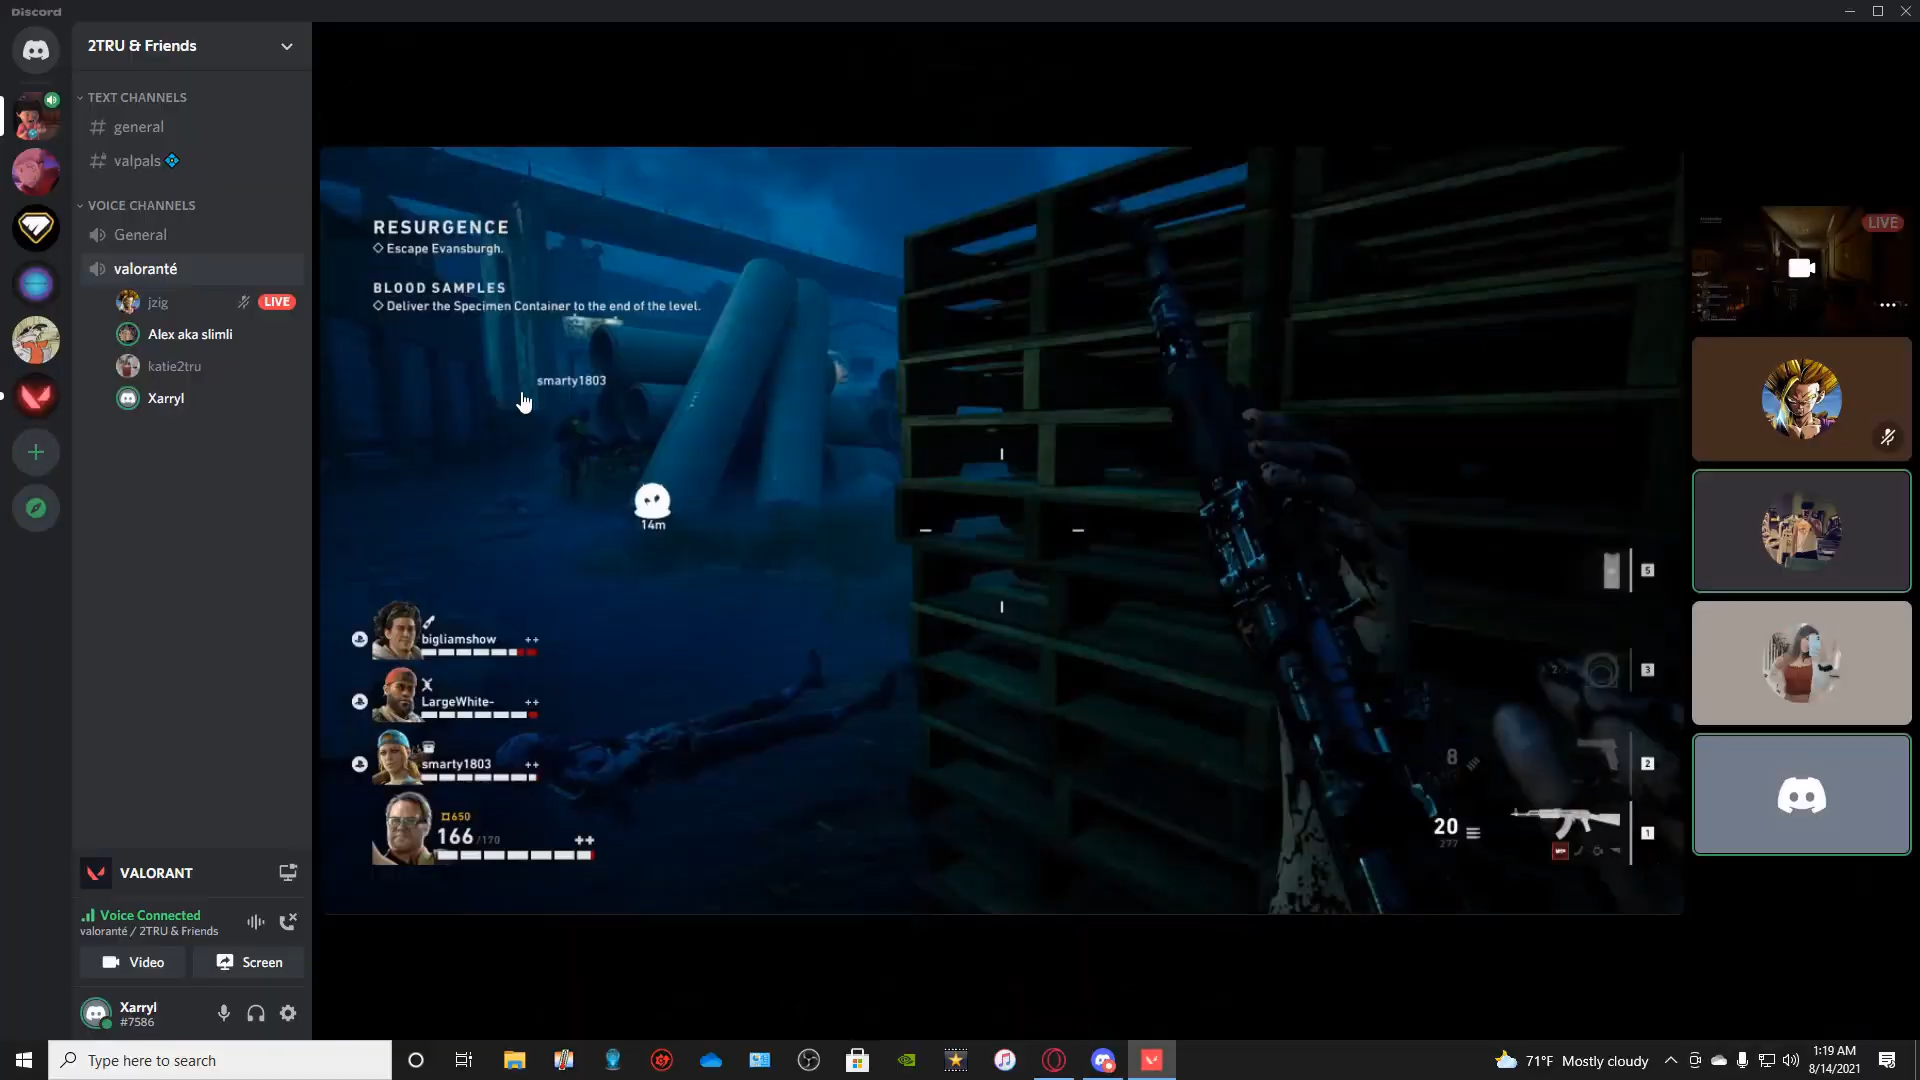 Discord
2TRU & Friends
TEXT CHANNELS
general
valpals
VOICE CHANNELS
General
valoranté
jzig
LIVE
Alex aka slimli
katie2tru
Xarryl
VALORANT
Voice Connected
valoranté / 2TRU & Friends
Video
Screen
Xarryl
#7586
RESURGENCE
Escape Evansburgh.
BLOOD SAMPLES
Deliver the Specimen Container to the end of the level.
smarty1803
14m
bigliamshow
++
LargeWhite-
++
smarty1803
++
650
166 /170
++
5
2
3
8
2
20
277
1
LIVE
Type here to search
71°F Mostly cloudy
1:19 AM
8/14/2021